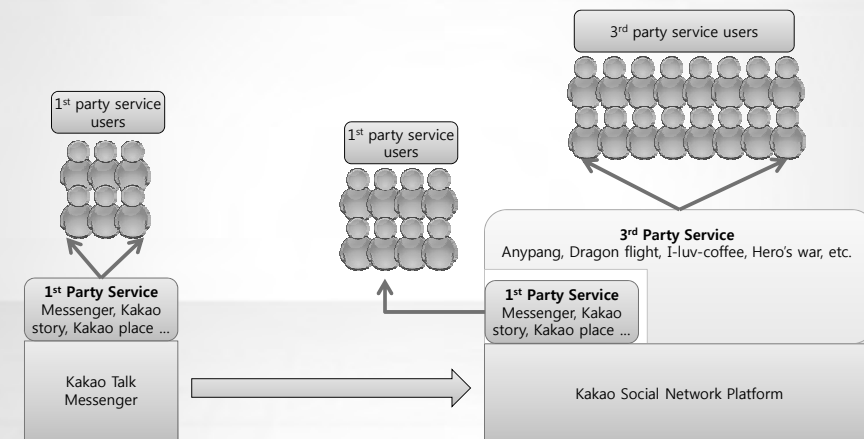 1st party service
users
1st Party Service
Messenger, Kakao
story, Kakao place ...
Kakao Talk
Messenger
1st party service
users
3rd party service users
3rd Party Service
Anypang, Dragon flight, I-luv-coffee, Hero's war, etc.
1st Party Service
Messenger, Kakao
story, Kakao place ...
Kakao Social Network Platform